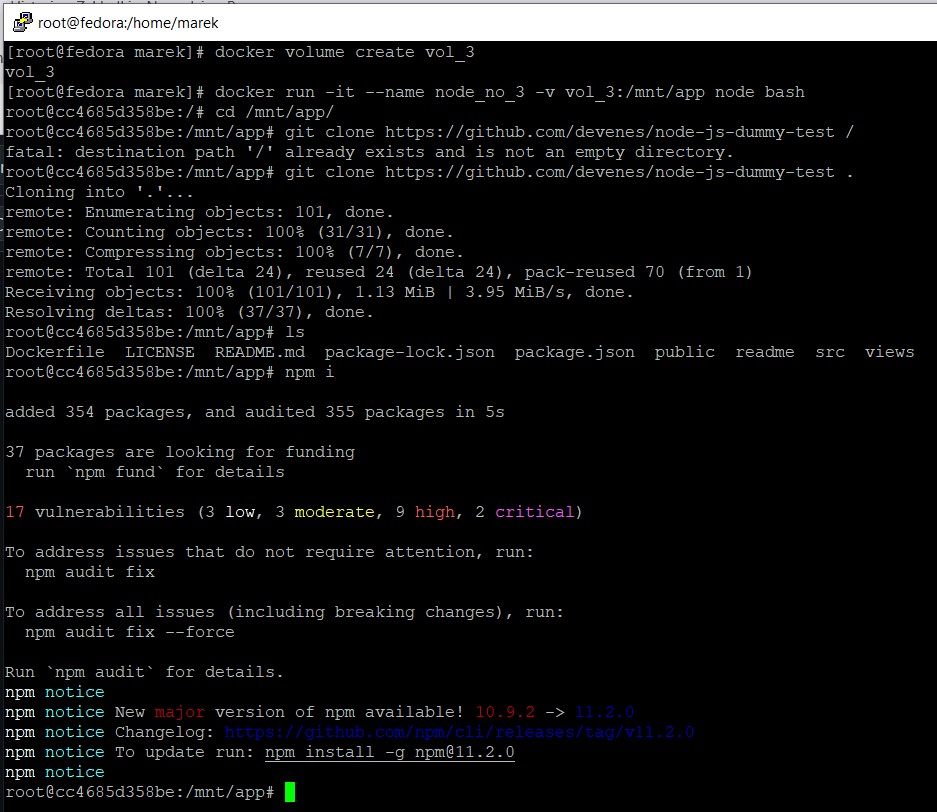 root@fedora:/home/marek
[root@fedora marek]# docker volume create vol_3
vol_3
[root@fedora marek]# docker run -it --name node_no_3 -v vol_3:/mnt/app node bash
root@cc4685d358be:/# cd /mnt/app/
root@cc4685d358be:/mnt/app# git clone https://github.com/devenes/node-js-dummy-test /
fatal: destination path '/' already exists and is not an empty directory.
root@cc4685d358be:/mnt/app# git clone https://github.com/devenes/node-js-dummy-test .
Cloning into '.'...
remote: Enumerating objects: 101, done.
remote: Counting objects: 100% (31/31), done.
remote: Compressing objects: 100% (7/7), done.
remote: Total 101 (delta 24), reused 24 (delta 24), pack-reused 70 (from 1)
Receiving objects: 100% (101/101), 1.13 MiB | 3.95 MiB/s, done.
Resolving deltas: 100% (37/37), done.
root@cc4685d358be:/mnt/app# ls
Dockerfile  LICENSE  README.md  package-lock.json  package.json  public  readme  src  views
root@cc4685d358be:/mnt/app# npm i
added 354 packages, and audited 355 packages in 5s
37 packages are looking for funding
  run `npm fund` for details
17 vulnerabilities (3 low, 3 moderate, 9 high, 2 critical)
To address issues that do not require attention, run:
  npm audit fix
To address all issues (including breaking changes), run:
  npm audit fix --force
Run `npm audit` for details.
npm notice
npm notice New major version of npm available! 10.9.2 -> 11.2.0
npm notice Changelog: https://github.com/npm/cli/releases/tag/v11.2.0
npm notice To update run: npm install -g npm@11.2.0
npm notice
root@cc4685d358be:/mnt/app#